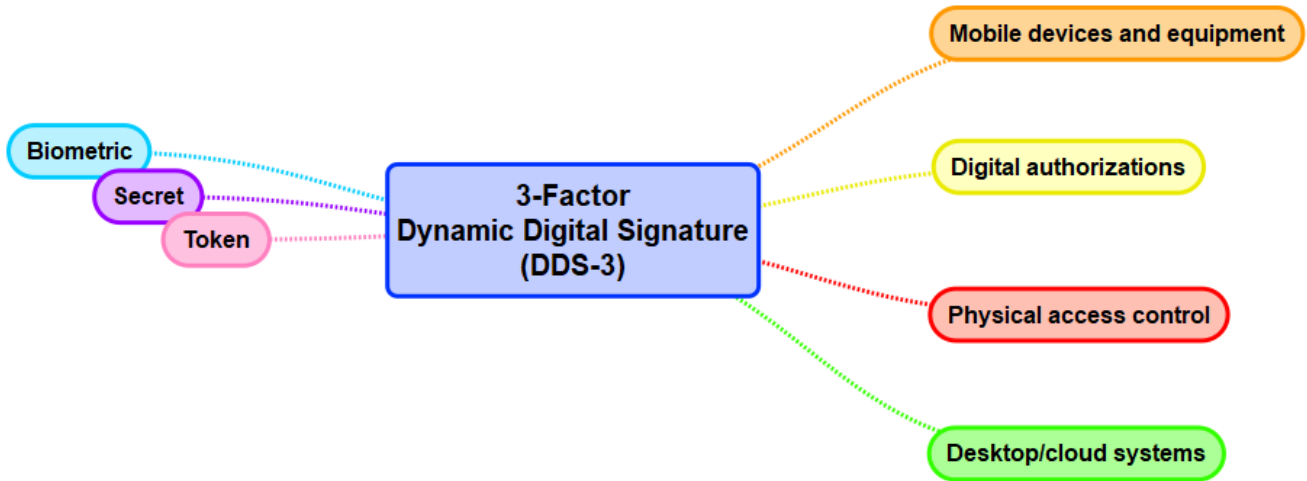 Biometric
Secret
Token
3-Factor
Dynamic Digital Signature
(DDS-3)
Mobile devices and equipment
Digital authorizations
Physical access control
Desktop/cloud systems